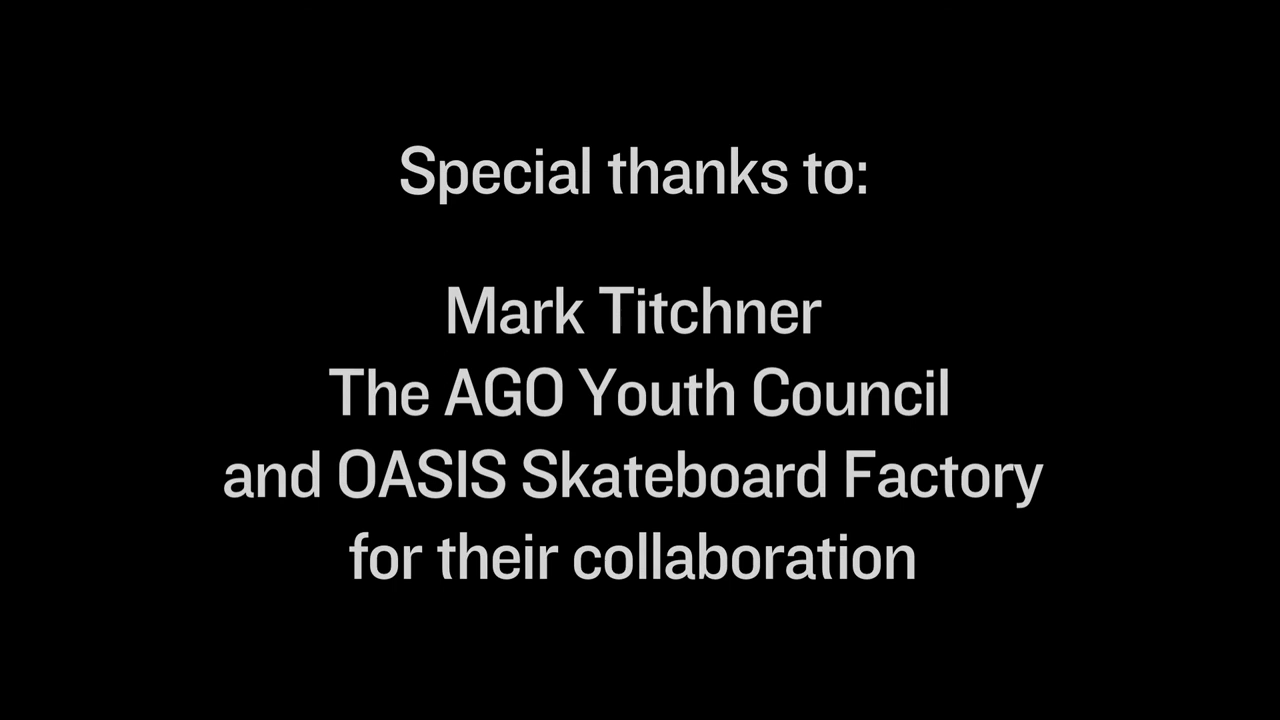 Special thanks to:
Mark Titchner
The AGO Youth Council
and OASIS Skateboard Factory
for their collaboration